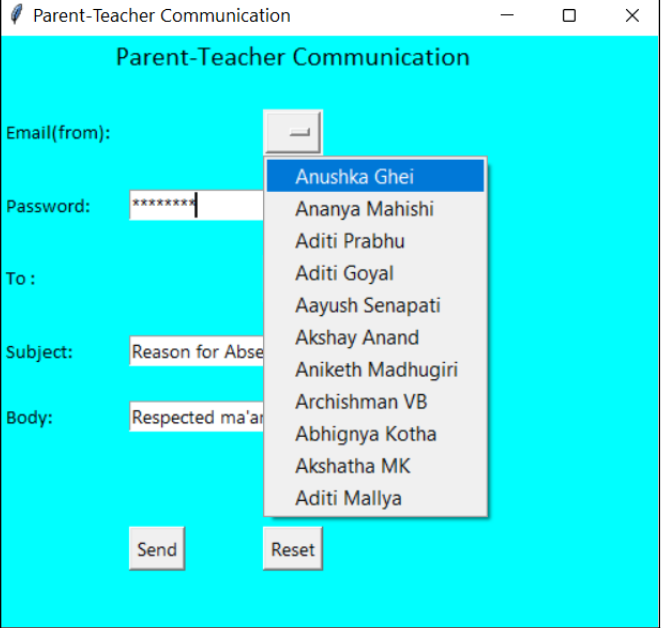 Parent-Teacher Communication
Parent-Teacher Communication
Email(from):
Anushka Ghei
Ananya Mahishi
Aditi Prabhu
Aditi Goyal
Aayush Senapati
Akshay Anand
Aniketh Madhugiri
Archishman VB
Abhignya Kotha
Akshatha MK
Aditi Mallya
Password: ********
To :
Subject: Reason for Abse
Body: Respected ma'a
Send Reset